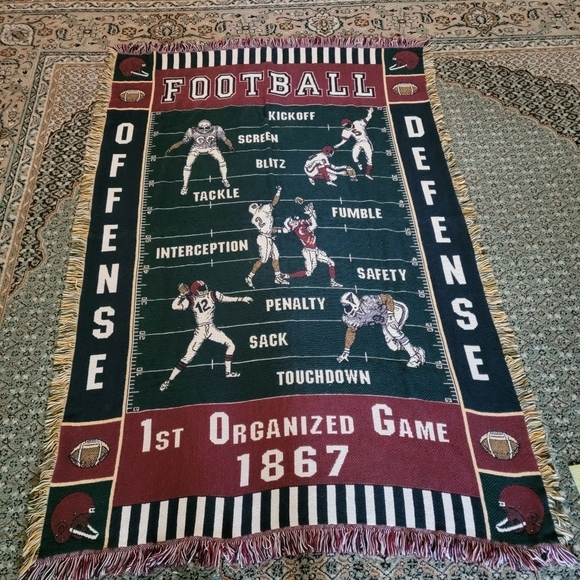 FOOTBALL
KICKOFF
SCREEN
BLITZ
TACKLE
FUMBLE
INTERCEPTION
SAFETY
PENALTY
12
SACK
TOUCHDOWN
OFFENSE
DEFENSE
1ST ORGANIZED GAME
1867